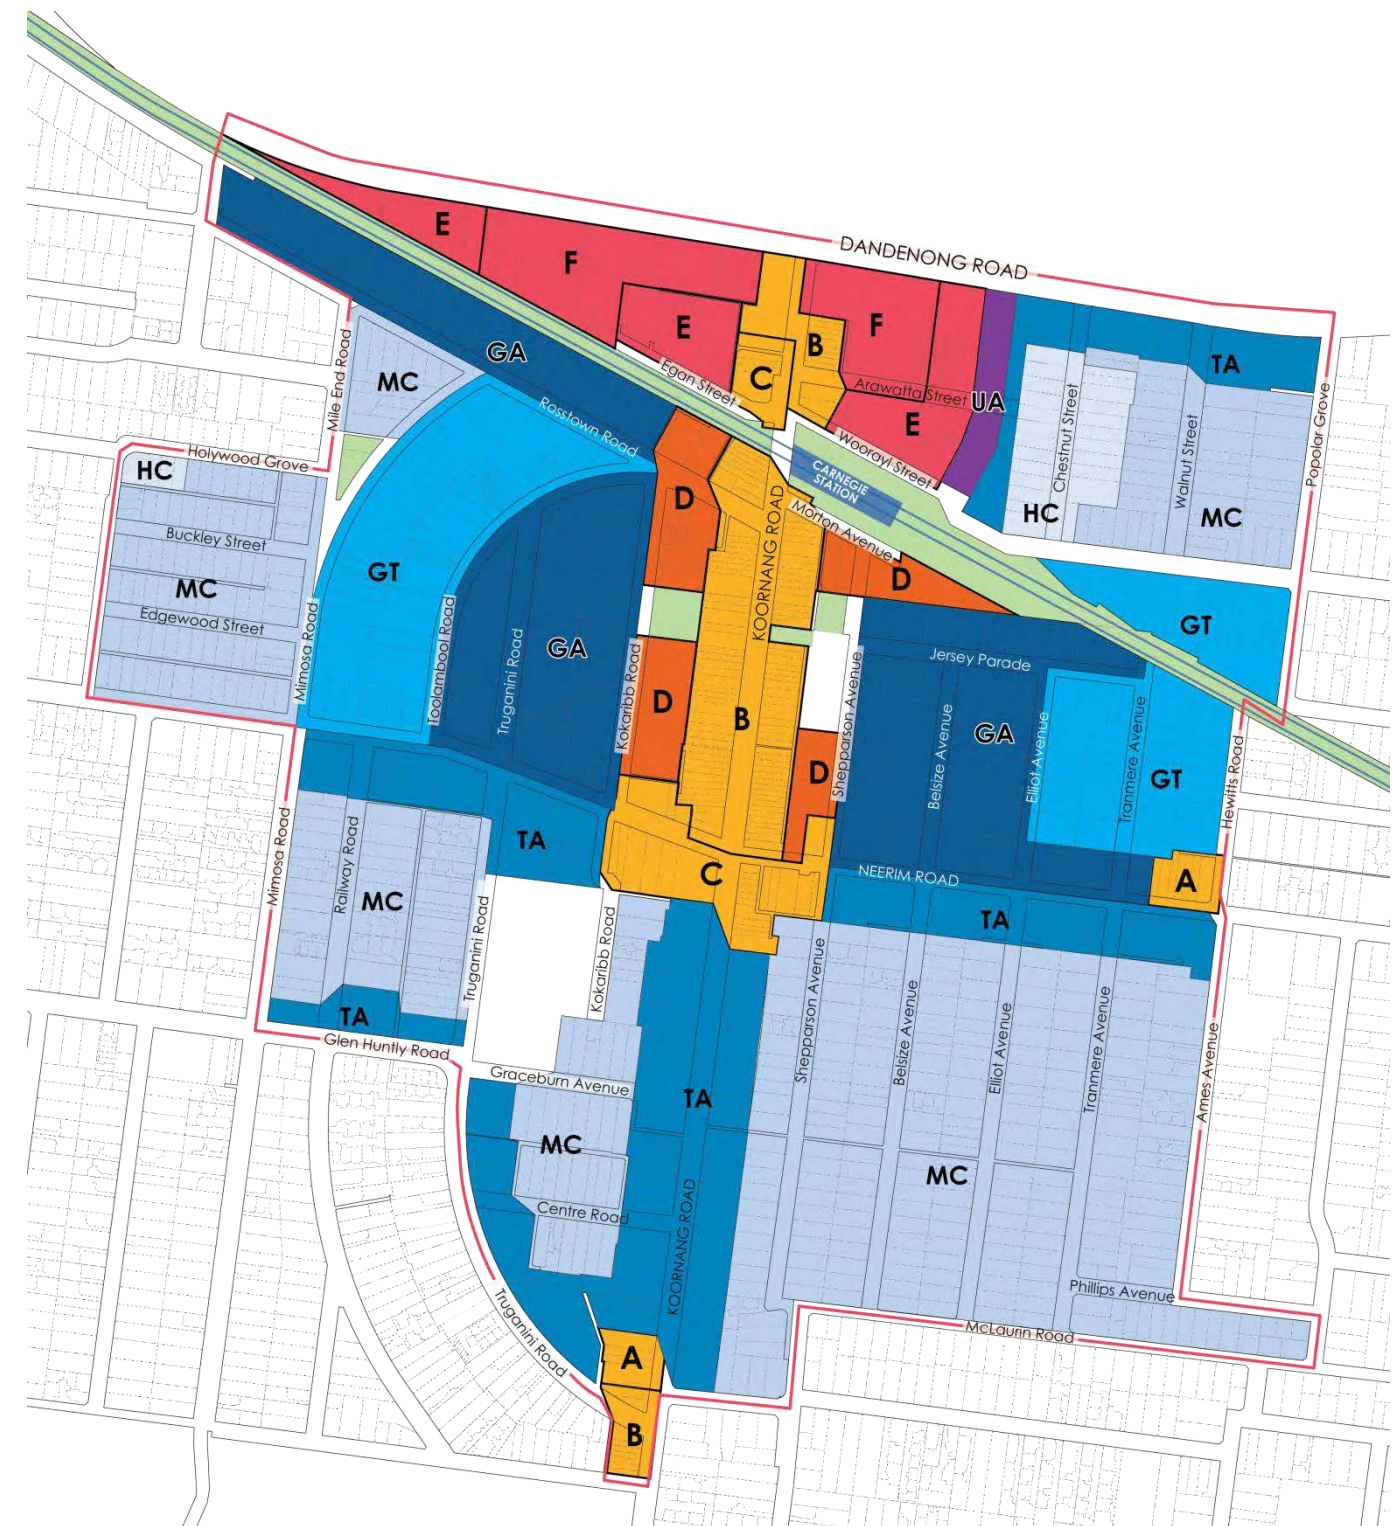 E
DANDENONG ROAD
F
E
F
B
GA
MC
TA
C
Egan Street
Arawatta Street
UA
Mile End Road
Rosstown Road
E
Chestnut Street
Walnut Street
Popolar Grove
Woorayl Street
Holywood Grove
HC
CARNEGIE
STATION
D
KOORNANG ROAD
Morton Avenue
HC
MC
Buckley Street
GT
D
MC
Edgewood Street
Mimosa Road
Toolambool Road
Truganini Road
GA
Kokaribb Road
GT
Jersey Parade
D
B
Shepparson Avenue
Belsize Avenue
GA
Elliot Avenue
Tranmere Avenue
D
GT
Hewitts Road
Mimosa Road
Railway Road
TA
C
NEERIM ROAD
A
MC
Truganini Road
Kokaribb Road
TA
Shepparson Avenue
Belsize Avenue
Elliot Avenue
Tranmere Avenue
Ames Avenue
TA
Glen Huntly Road
Graceburn Avenue
TA
MC
MC
Centre Road
KOORNANG ROAD
Phillips Avenue
Truganini Road
McLaurin Road
A
B